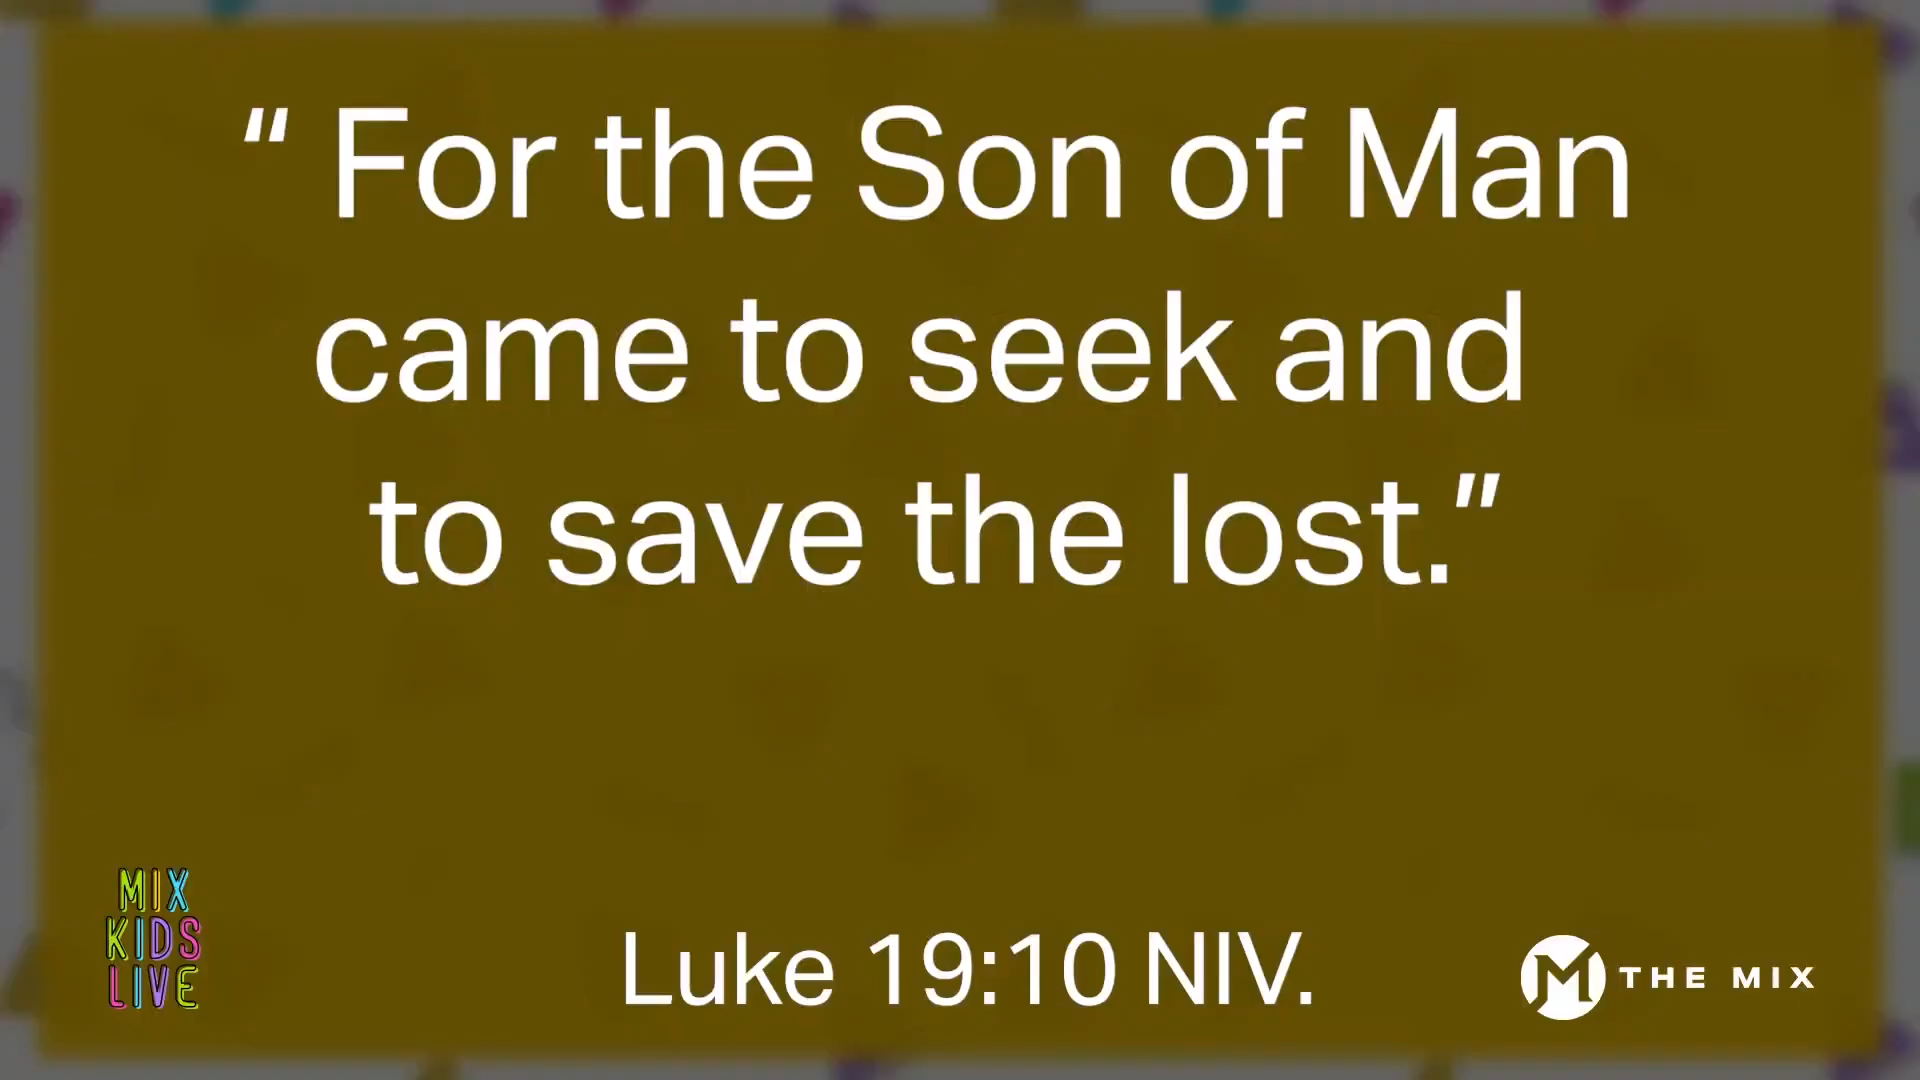 “ For the Son of Man
came to seek and
to save the lost.”
MIX
KIDS
LIVE
Luke 19:10 NIV.
M THE MIX